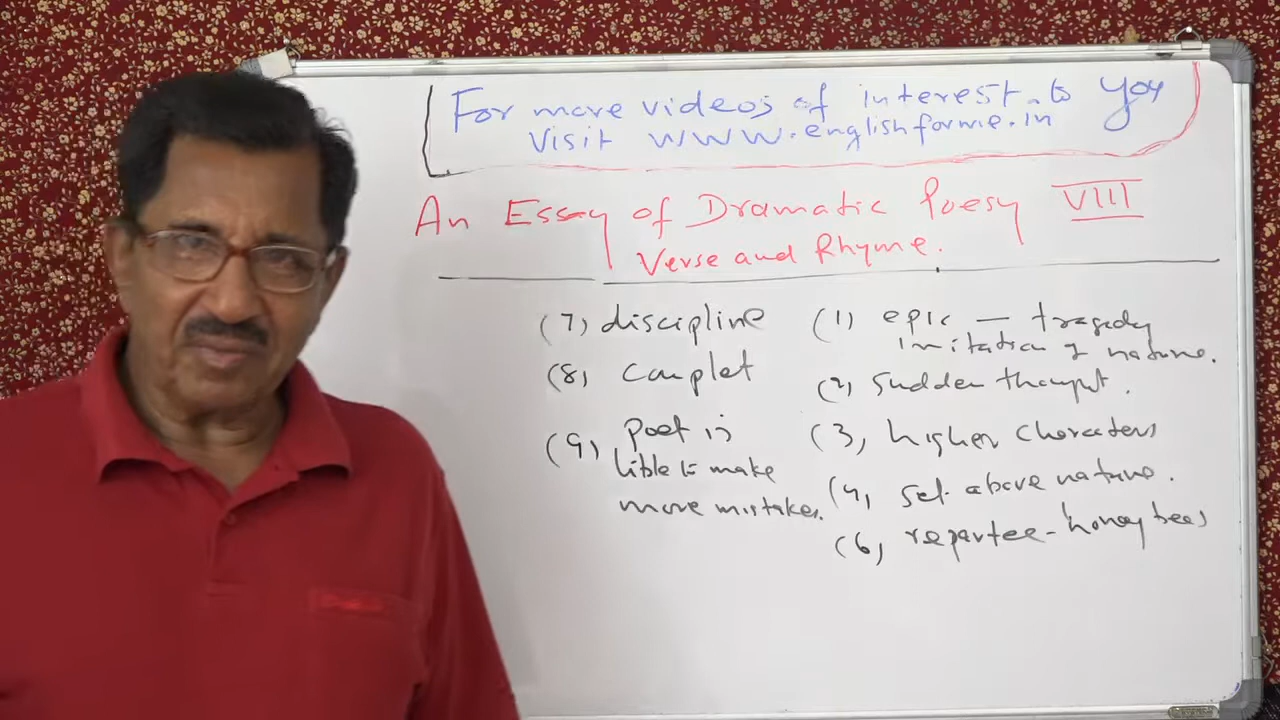 For more videos of interest to you
Visit www.englishforme.in
An Essay of Dramatic Poesy VIII
Verse and Rhyme.
(1) epic — tragedy
imitation of nature.
(2) sudden thought.
(3) higher characters
(4) set above nature.
(6) repartee - honey bees
(7) discipline
(8) couplet
(9) Poet is
lible to make
more mistakes.